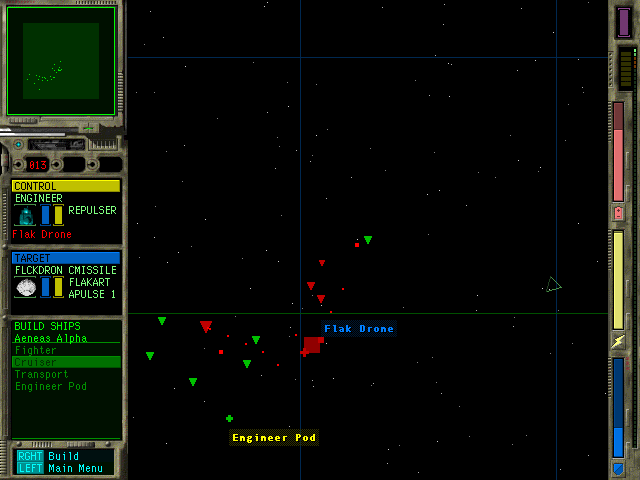 013
CONTROL
ENGINEER
REPULSER
Flak Drona
TARGET
FLCKDRON CMISSILE
FLAKART
APULSE 1
BUILD SHIPS
Aeneas Alpha
Fighter
Cruiser
Transport
Engineer Pod
RGHT Build
LEFT Main Menu
Flak Drone
Engineer Pod